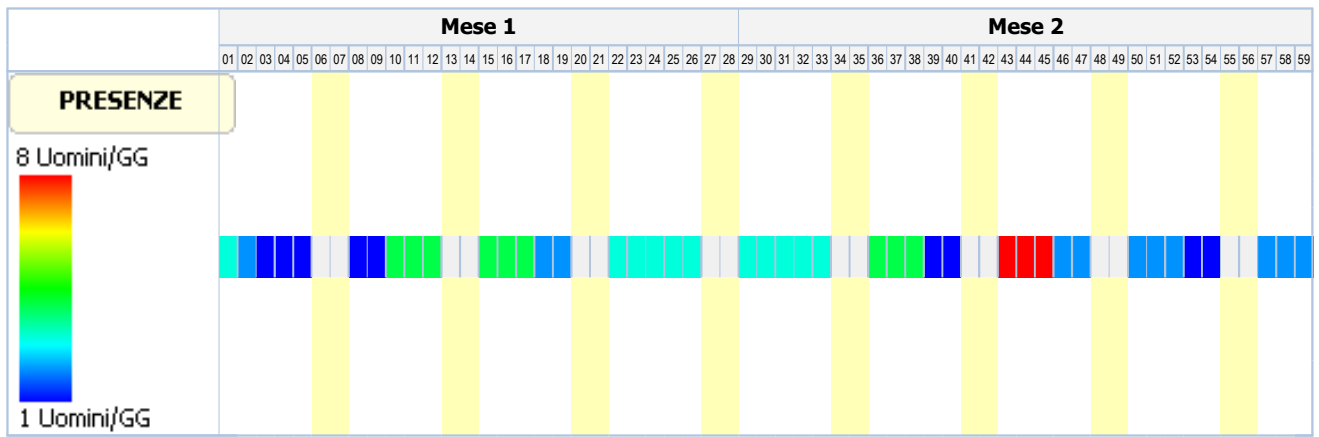 Mese 1 Mese 2
01 02 03 04 05 06 07 08 09 10 11 12 13 14 15 16 17 18 19 20 21 22 23 24 25 26 27 28 29 30 31 32 33 34 35 36 37 38 39 40 41 42 43 44 45 46 47 48 49 50 51 52 53 54 55 56 57 58 59
PRESENZE
8 Uomini/GG
1 Uomini/GG